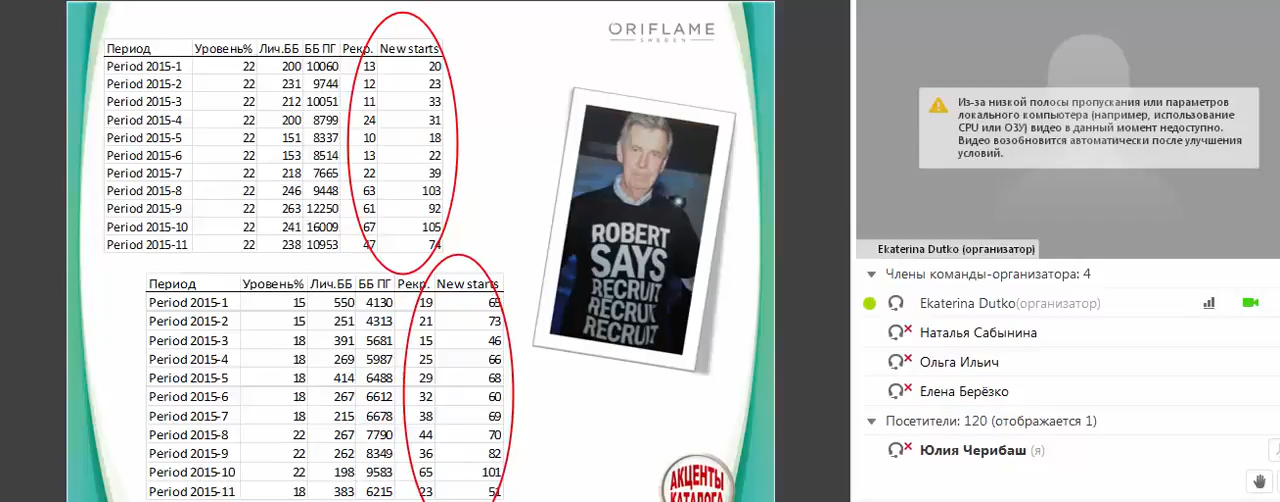 ORIFLAME
SWEDEN
Период Уровень% Лич.ББ ББ ПГ Рекр. New starts
Period 2015-1 22 200 10060 13 20
Period 2015-2 22 231 9744 12 23
Period 2015-3 22 212 10051 11 33
Period 2015-4 22 200 8799 24 31
Period 2015-5 22 151 8337 10 18
Period 2015-6 22 153 8514 13 22
Period 2015-7 22 218 7665 22 39
Period 2015-8 22 246 9448 63 103
Period 2015-9 22 263 12250 61 92
Period 2015-10 22 241 16009 67 105
Period 2015-11 22 238 10953 47 74
Период Уровень% Лич.ББ ББ ПГ Рекр. New starts
Period 2015-1 15 550 4130 19 65
Period 2015-2 15 251 4313 21 73
Period 2015-3 18 391 5681 15 46
Period 2015-4 18 269 5987 25 66
Period 2015-5 18 414 6488 29 68
Period 2015-6 18 267 6612 32 60
Period 2015-7 18 215 6678 38 69
Period 2015-8 22 267 7790 44 70
Period 2015-9 22 262 8349 36 82
Period 2015-10 22 198 9583 65 101
Period 2015-11 18 383 6215 23 51
ROBERT
SAYS
RECRUIT
RECRUIT
RECRUIT
АКЦЕНТЫ
КАТАЛОГА
Из-за низкой полосы пропускания или параметров
локального компьютера (например, использование
CPU или ОЗУ) видео в данный момент недоступно.
Видео возобновится автоматически после улучшения
условий.
Ekaterina Dutko (организатор)
Члены команды-организатора: 4
Ekaterina Dutko(организатор)
Наталья Сабынина
Ольга Ильич
Елена Берёзко
Посетители: 120 (отображается 1)
Юлия Черибаш (я)